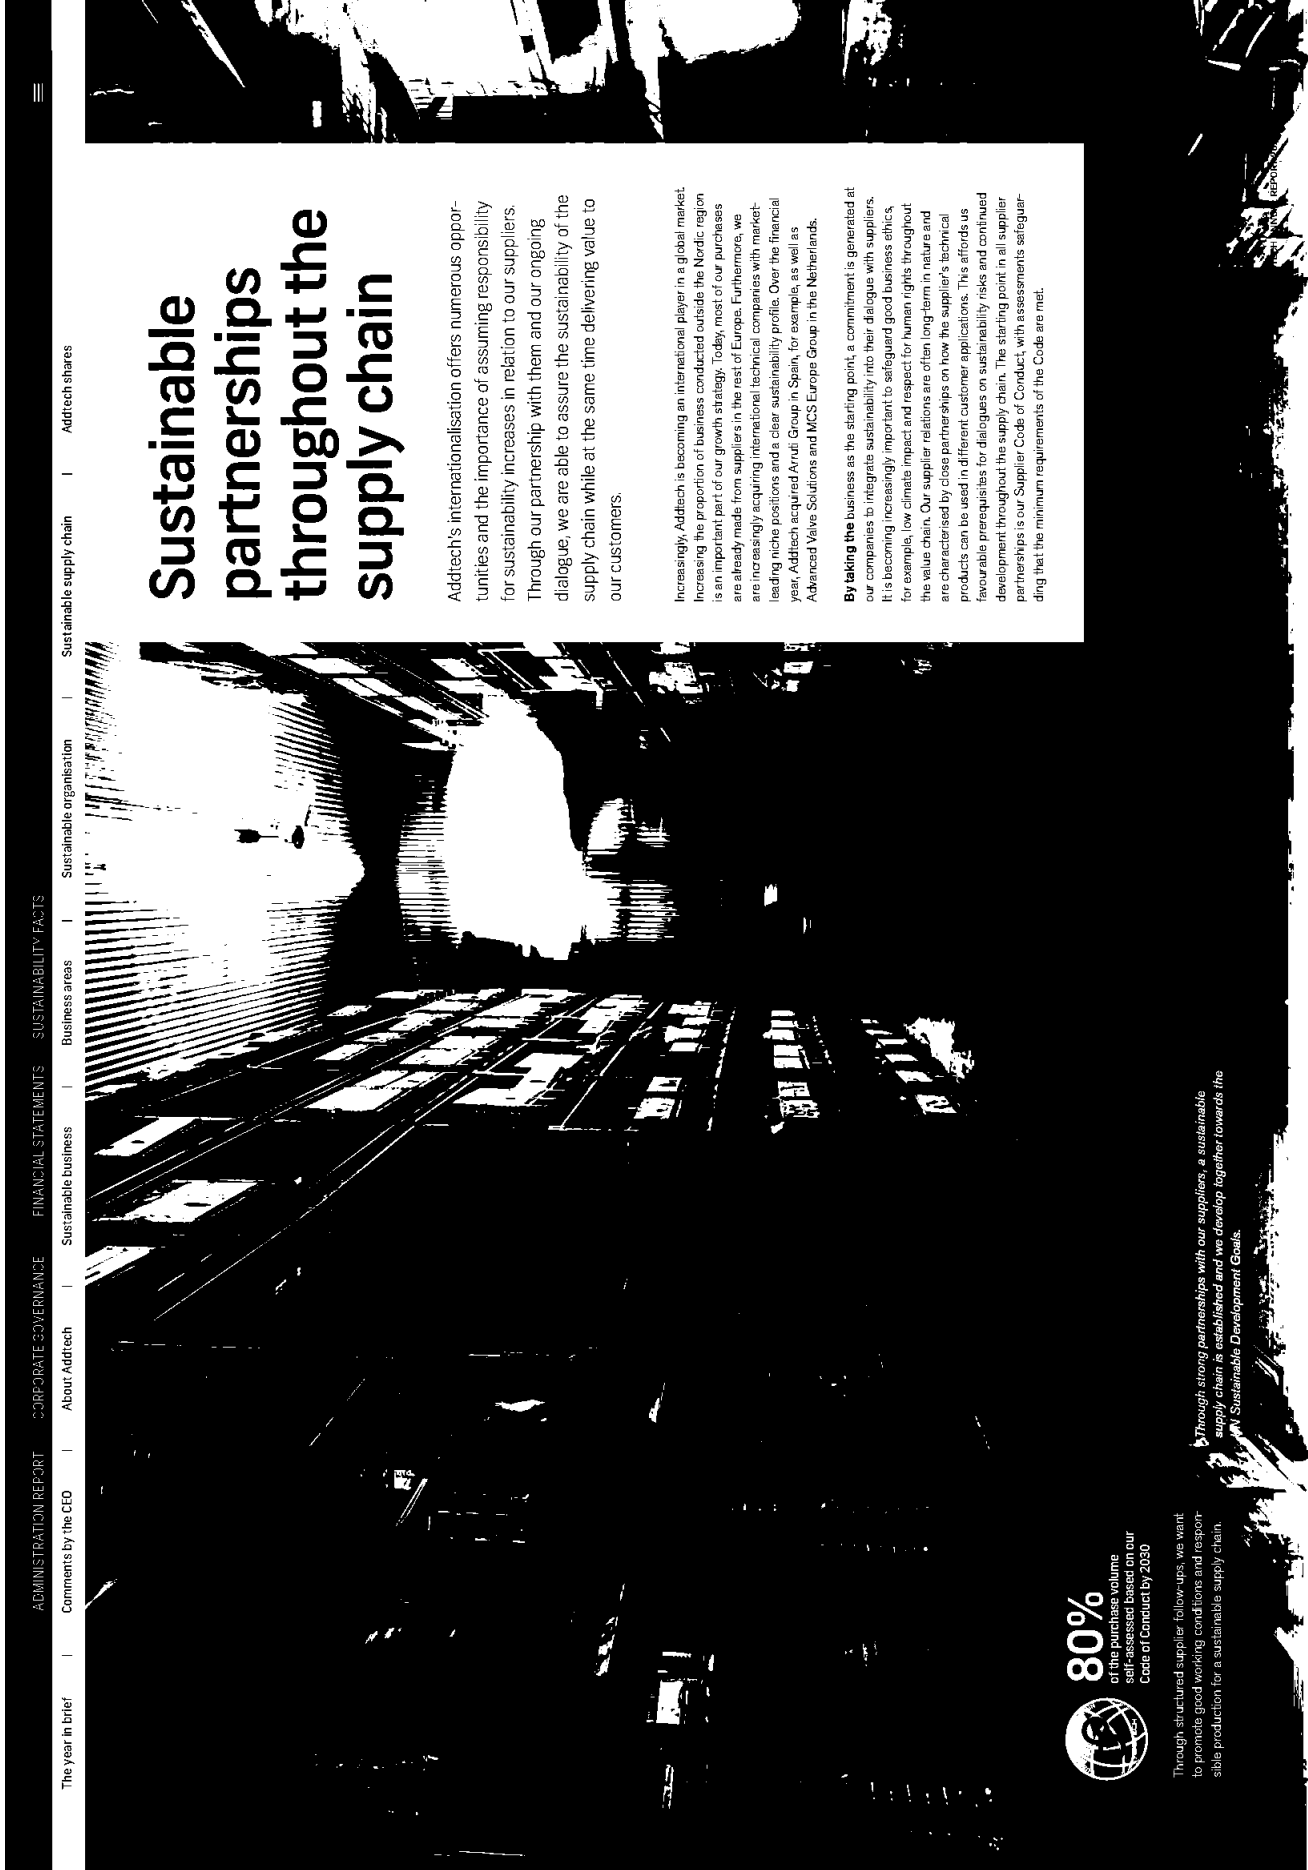 ADMINISTRATION REPORT CORPORATE GOVERNANCE FINANCIAL STATEMENTS SUSTAINABILITY FACTS
The year in brief | Comments by the CEO | About Addtech | Sustainable business | Business areas | Sustainable organisation | Sustainable supply chain | Addtech shares
Sustainable
partnerships
throughout the
supply chain
Addtech's internationalisation offers numerous oppor-
tunities and the importance of assuming responsibility
for sustainability increases in relation to our suppliers.
Through our partnership with them and our ongoing
dialogue, we are able to assure the sustainability of the
supply chain while at the same time delivering value to
our customers.
Increasingly, Addtech is becoming an international player in a global market.
Increasing the proportion of business conducted outside the Nordic region
is an important part of our growth strategy. Today, most of our purchases
are already made from suppliers in the rest of Europe. Furthermore, we
are increasingly acquiring international technical companies with market-
leading niche positions and a clear sustainability profile. Over the financial
year, Addtech acquired Arruti Group in Spain, for example, as well as
Advanced Valve Solutions and MCS Europe Group in the Netherlands.
By taking the business as the starting point, a commitment is generated at
our companies to integrate sustainability into their dialogue with suppliers.
It is becoming increasingly important to safeguard good business ethics,
for example, low climate impact and respect for human rights throughout
the value chain. Our supplier relations are often long-term in nature and
are characterised by close partnerships on how the supplier's technical
products can be used in different customer applications. This affords us
favourable prerequisites for dialogues on sustainability risks and continued
development throughout the supply chain. The starting point in all supplier
partnerships is our Supplier Code of Conduct, with assessments safeguar-
ding that the minimum requirements of the Code are met.
80%
of the purchase volume
self-assessed based on our
Code of Conduct by 2030
Through structured supplier follow-ups, we want
to promote good working conditions and respon-
sible production for a sustainable supply chain.
Through strong partnerships with our suppliers, a sustainable
supply chain is established and we develop together towards the
UN Sustainable Development Goals.
REPORT